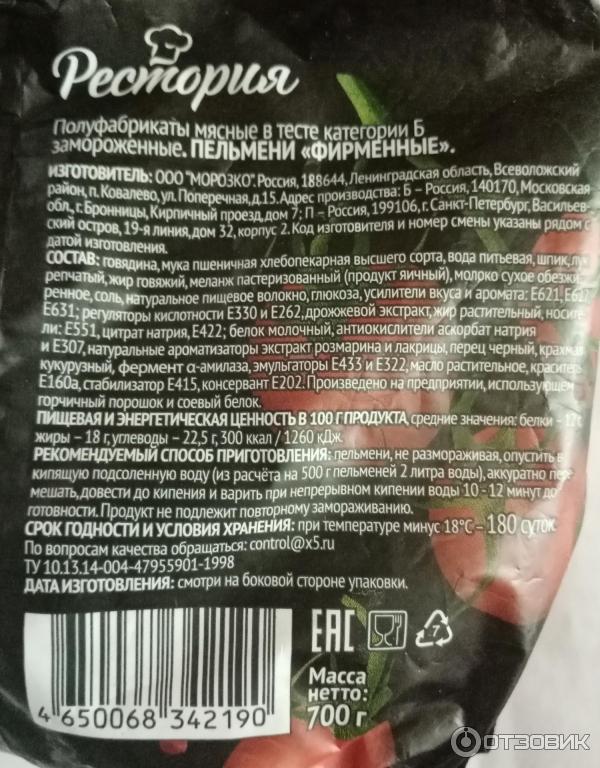 Рестория
Полуфабрикаты мясные в тесте категории Б
замороженные. ПЕЛЬМЕНИ «ФИРМЕННЫЕ».
ИЗГОТОВИТЕЛЬ: ООО "МОРОЗКО". Россия, 188644, Ленинградская область, Всеволожский
район, п. Ковалево, ул. Поперечная, д.15. Адрес производства: Б – Россия, 140170, Московская
обл., г. Бронницы, Кирпичный проезд, дом 7; П – Россия, 199106, г. Санкт-Петербург, Васильев-
ский остров, 19-я линия, дом 32, корпус 2. Код изготовителя и номер смены указаны рядом с
датой изготовления.
СОСТАВ: говядина, мука пшеничная хлебопекарная высшего сорта, вода питьевая, шпик, лук
репчатый, жир говяжий, меланж пастеризованный (продукт яичный), молоко сухое обезжи-
ренное, соль, натуральное пищевое волокно, глюкоза, усилители вкуса и аромата: Е621, Е627,
Е631; регуляторы кислотности Е330 и Е262, дрожжевой экстракт, жир растительный, носите-
ли: Е551, цитрат натрия, Е422; белок молочный, антиокислители аскорбат натрия
и Е307, натуральные ароматизаторы экстракт розмарина и лакрицы, перец черный, крахмал
кукурузный, фермент α-амилаза, эмульгаторы Е433 и Е322, масло растительное, краситель
Е160а, стабилизатор Е415, консервант Е202. Произведено на предприятии, использующем
горчичный порошок и соевый белок.
ПИЩЕВАЯ И ЭНЕРГЕТИЧЕСКАЯ ЦЕННОСТЬ В 100 Г ПРОДУКТА, средние значения: белки – 12 г,
жиры – 18 г, углеводы – 22,5 г, 300 ккал / 1260 кДж.
РЕКОМЕНДУЕМЫЙ СПОСОБ ПРИГОТОВЛЕНИЯ: пельмени, не размораживая, опустить в
кипящую подсоленную воду (из расчёта на 500 г пельменей 2 литра воды), аккуратно пере-
мешать, довести до кипения и варить при непрерывном кипении воды 10 - 12 минут до
готовности. Продукт не подлежит повторному замораживанию.
СРОК ГОДНОСТИ И УСЛОВИЯ ХРАНЕНИЯ: при температуре минус 18°С – 180 суток.
По вопросам качества обращаться: control@x5.ru
ТУ 10.13.14-004-47955901-1998
ДАТА ИЗГОТОВЛЕНИЯ: смотри на боковой стороне упаковки.
EAC
7
Масса
нетто:
700 г
4 650068 342190
ОТЗОВИК